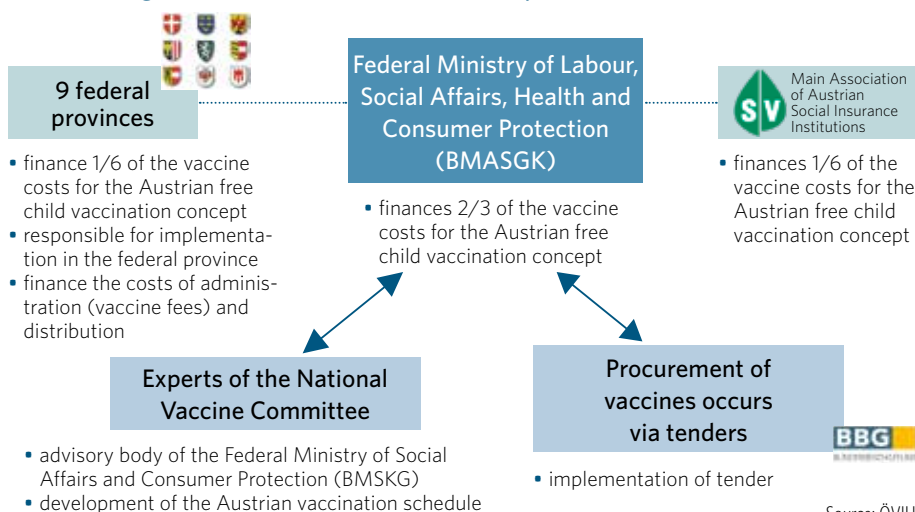 9 federal
provinces
• finance 1/6 of the vaccine
costs for the Austrian free
child vaccination concept
• responsible for implementa-
tion in the federal province
• finance the costs of adminis-
tration (vaccine fees) and
distribution
Federal Ministry of Labour,
Social Affairs, Health and
Consumer Protection
(BMASGK)
• finances 2/3 of the vaccine
costs for the Austrian free
child vaccination concept
SV
Main Association
of Austrian
Social Insurance
Institutions
• finances 1/6 of the
vaccine costs for the
Austrian free child
vaccination concept
Experts of the National
Vaccine Committee
• advisory body of the Federal Ministry of Social
Affairs and Consumer Protection (BMSKG)
• development of the Austrian vaccination schedule
Procurement of
vaccines occurs
via tenders
BBG
• implementation of tender